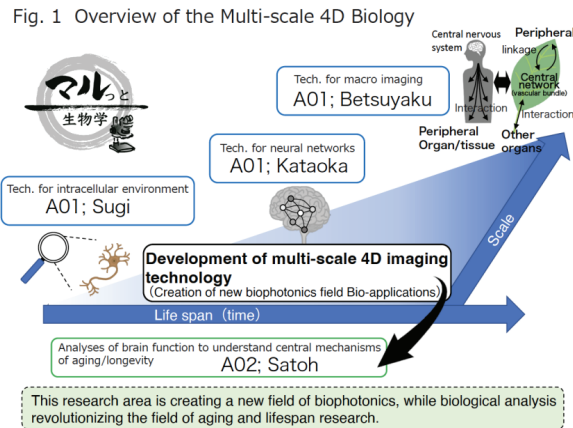 Fig. 1 Overview of the Multi-scale 4D Biology
マルっと
生物学
Central nervous
system
Peripheral
linkage
Central
network
(vascular bundle)
Interaction
Interaction
Peripheral
Organ/tissue
Other
organs
Tech. for macro imaging
A01; Betsuyaku
Tech. for neural networks
A01; Kataoka
Tech. for intracellular environment
A01; Sugi
Development of multi-scale 4D imaging
technology
（Creation of new biophotonics field Bio-applications）
Scale
Life span（time）
Analyses of brain function to understand central mechanisms
of aging/longevity
A02; Satoh
This research area is creating a new field of biophotonics, while biological analysis
revolutionizing the field of aging and lifespan research.